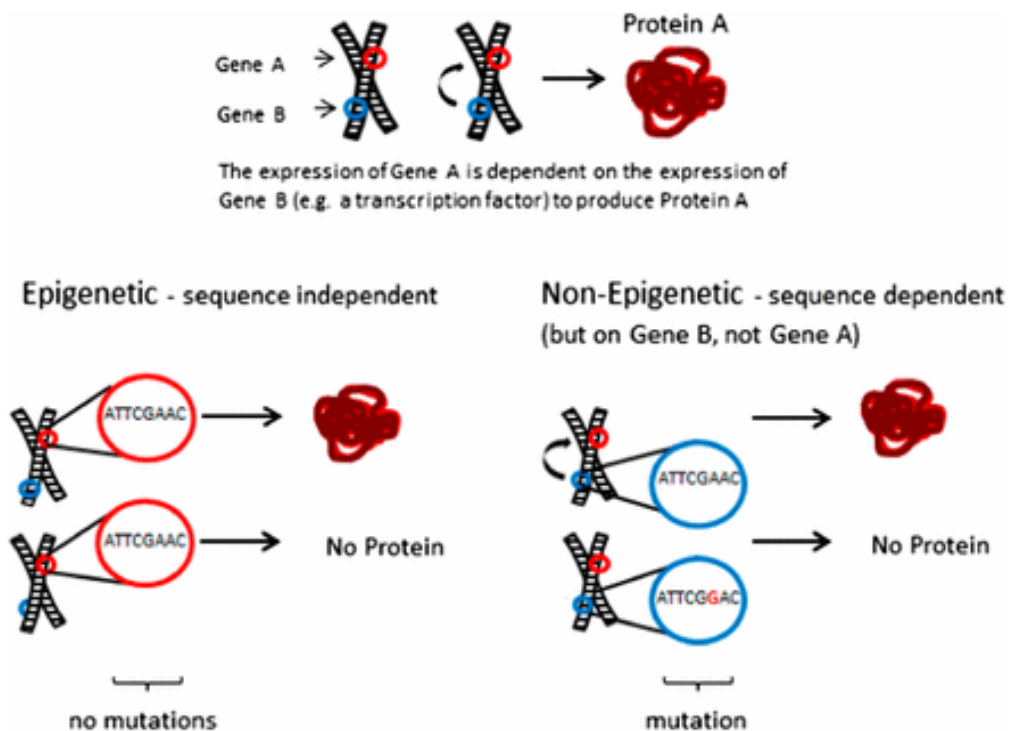 Protein A
Gene A
Gene B
The expression of Gene A is dependent on the expression of
Gene B (e.g. a transcription factor) to produce Protein A
Epigenetic - sequence independent
ATTCGAAC
ATTCGAAC
No Protein
no mutations
Non-Epigenetic - sequence dependent
(but on Gene B, not Gene A)
ATTCGAAC
No Protein
ATTCGGAC
mutation